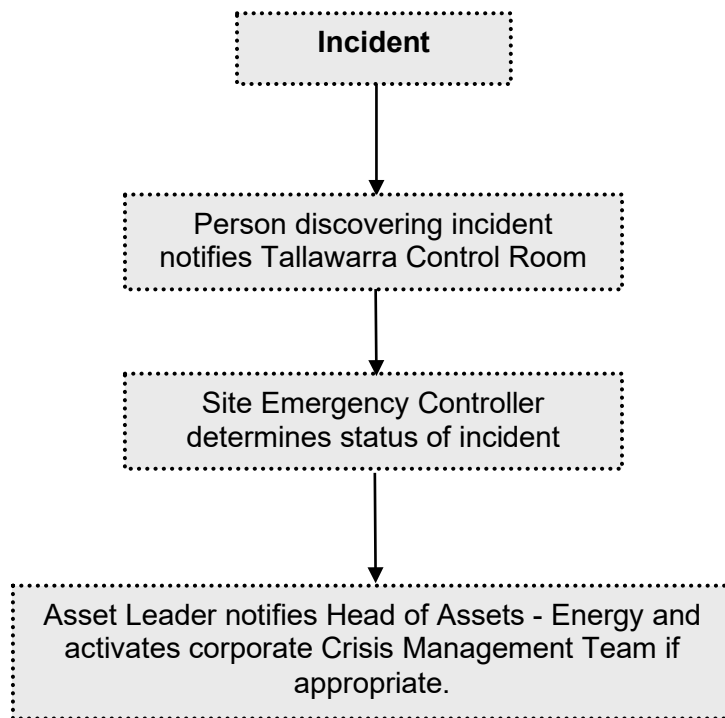 Incident
Person discovering incident
notifies Tallawarra Control Room
Site Emergency Controller
determines status of incident
Asset Leader notifies Head of Assets - Energy and
activates corporate Crisis Management Team if
appropriate.